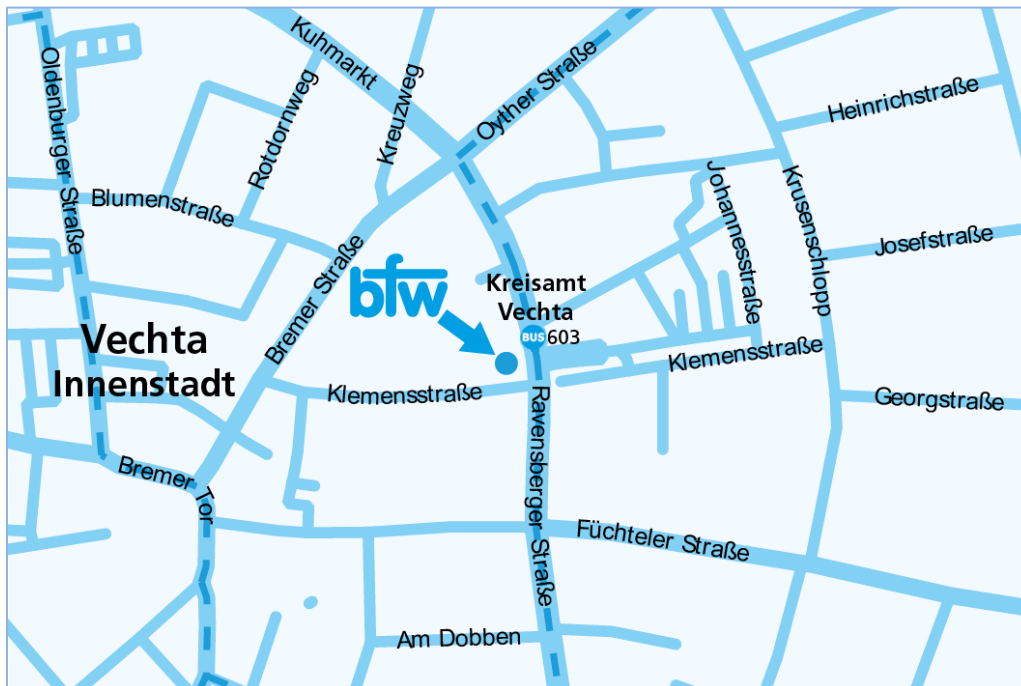 Kuhmarkt
Oyther Straße
Oldenburger Straße
Rotdornweg
Kreuzweg
Heinrichstraße
Blumenstraße
Johannesstraße
Krusenschlopp
Josefstraße
Bremer Straße
bfw
Kreisamt
Vechta
BUS 603
Vechta
Innenstadt
Klemensstraße
Klemensstraße
Ravensberger Straße
Georgstraße
Bremer Tor
Füchteler Straße
Am Dobben